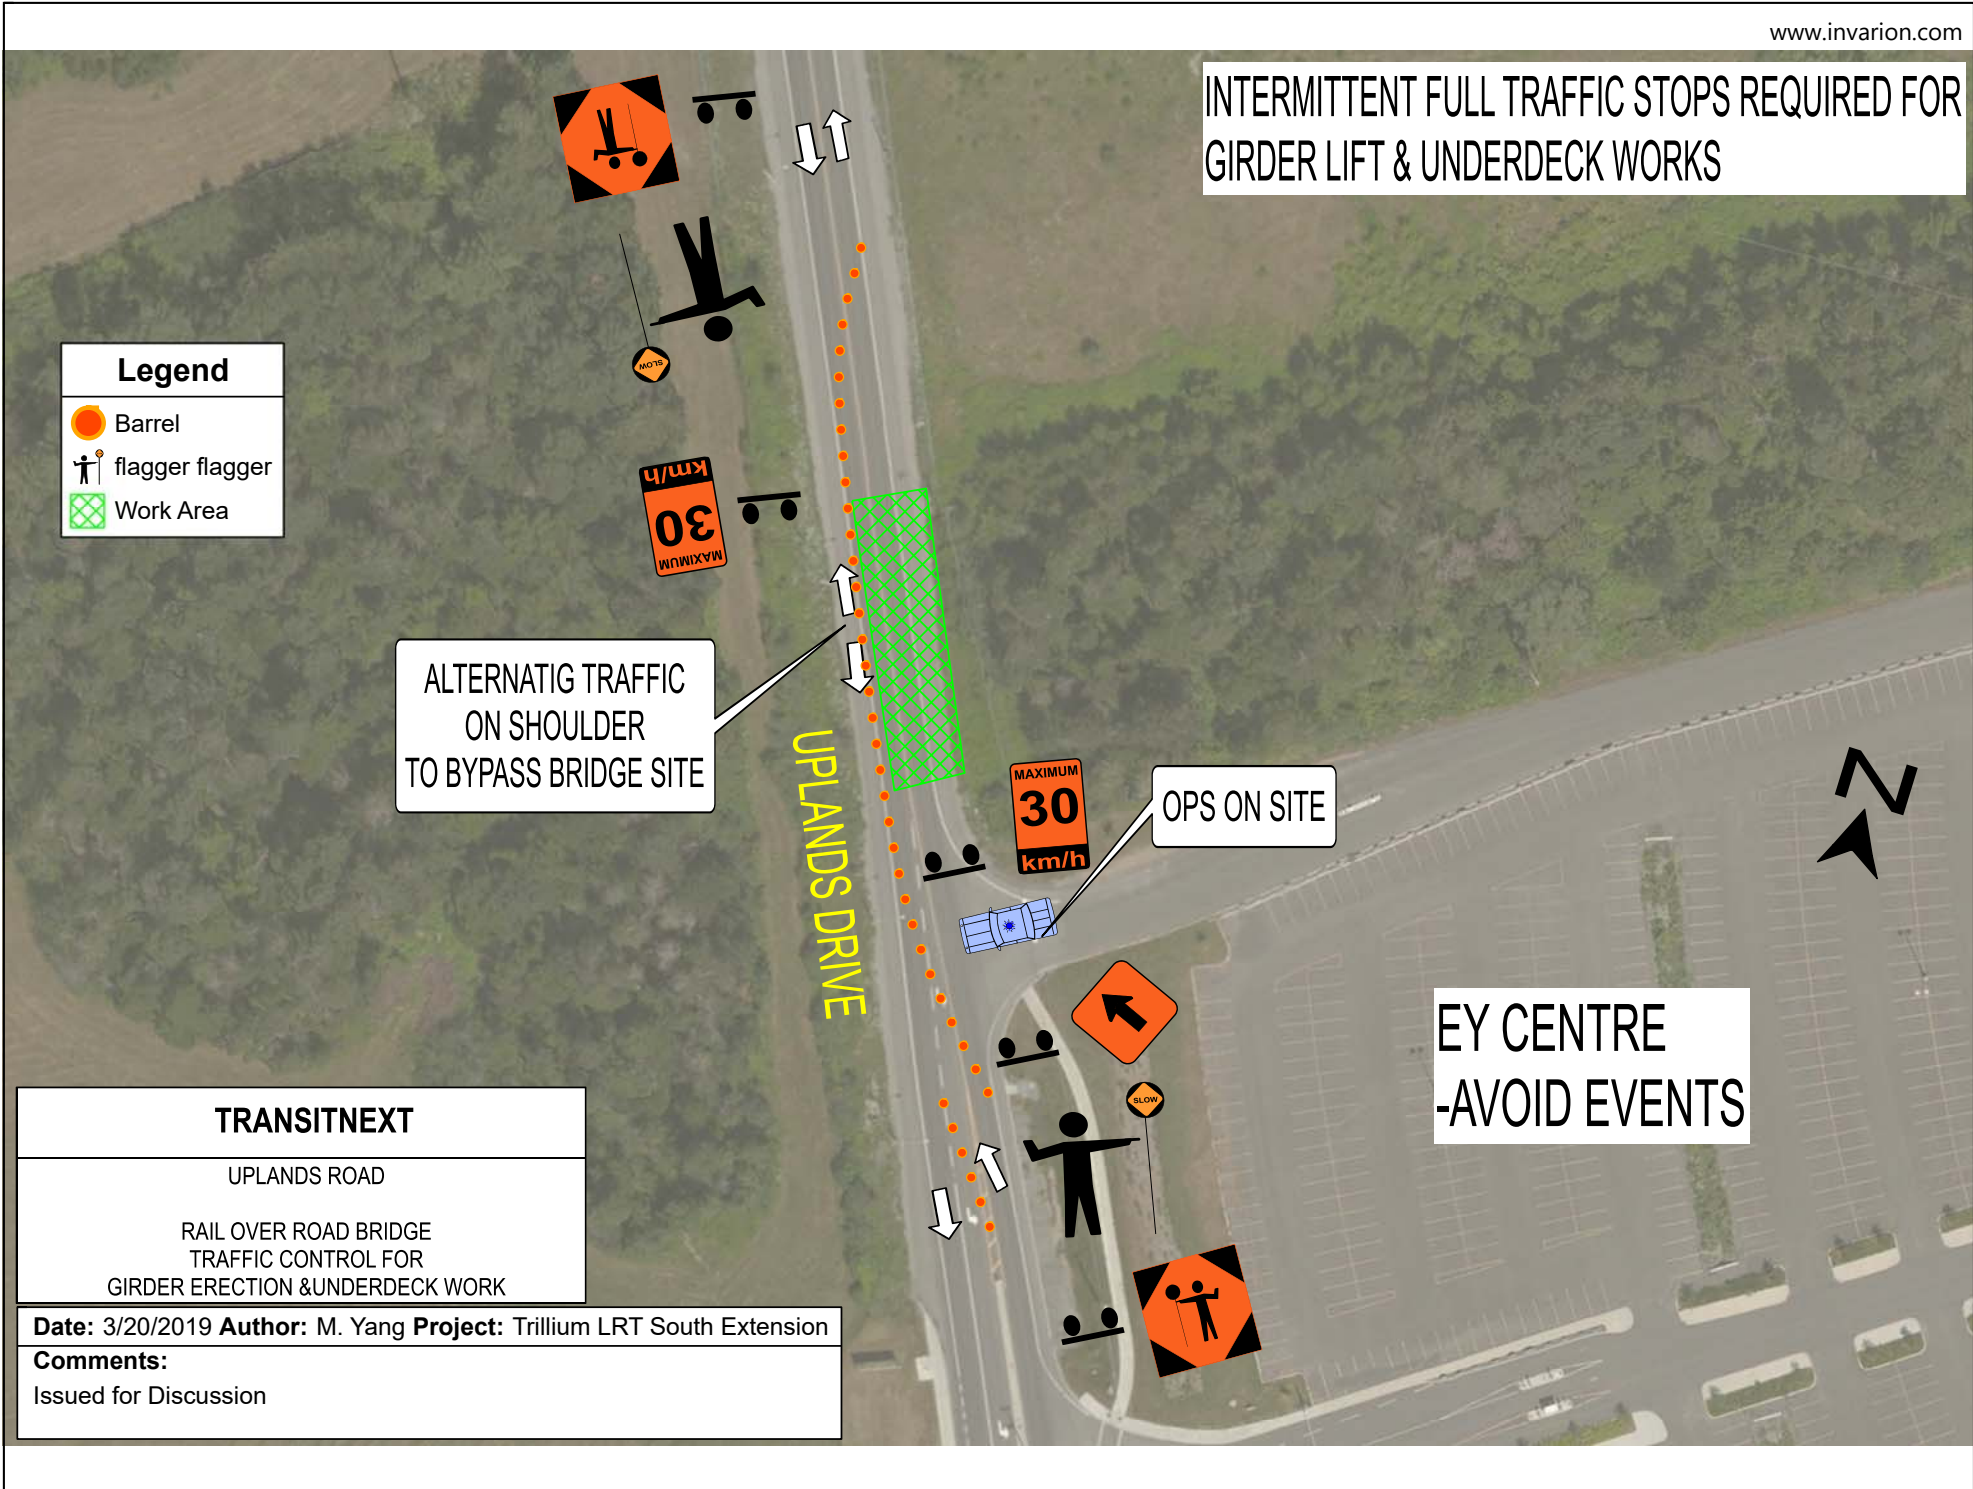 www.invarion.com
INTERMITTENT FULL TRAFFIC STOPS REQUIRED FOR
GIRDER LIFT & UNDERDECK WORKS
SLOW
Legend
Barrel
flagger flagger
Work Area
MAXIMUM
30
km/h
ALTERNATIG TRAFFIC
ON SHOULDER
TO BYPASS BRIDGE SITE
UPLANDS DRIVE
MAXIMUM
30
km/h
OPS ON SITE
N
EY CENTRE
-AVOID EVENTS
SLOW
TRANSITNEXT
UPLANDS ROAD
RAIL OVER ROAD BRIDGE
TRAFFIC CONTROL FOR
GIRDER ERECTION &UNDERDECK WORK
Date: 3/20/2019 Author: M. Yang Project: Trillium LRT South Extension
Comments:
Issued for Discussion